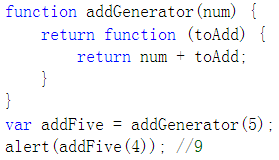 function addGenerator(num) {
    return function (toAdd) {
        return num + toAdd;
    }
}
var addFive = addGenerator(5);
alert(addFive(4)); //9